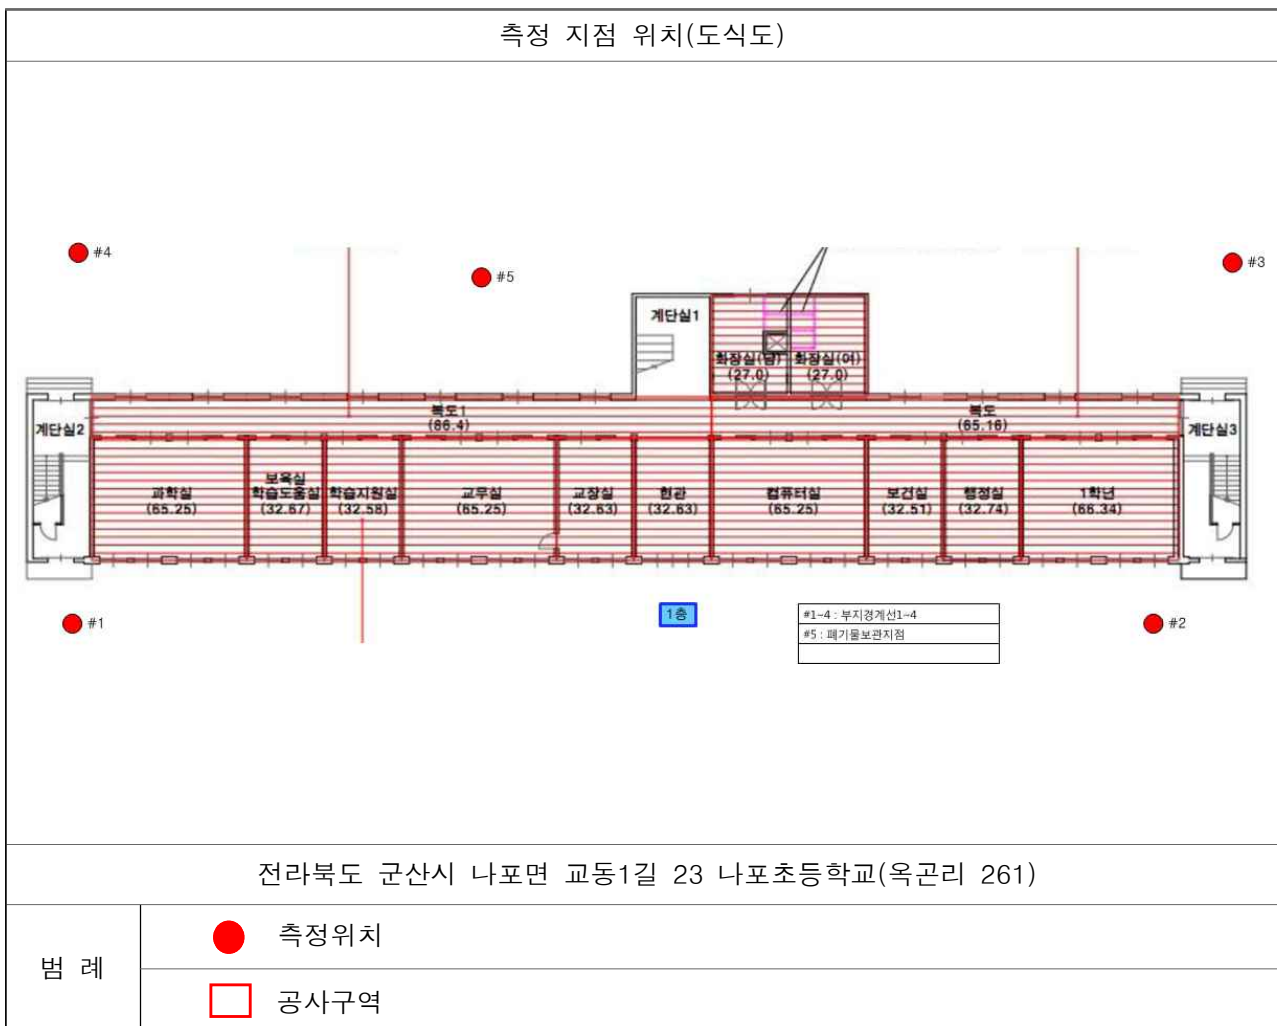 측정 지점 위치(도식도)
#4
#5
#3
계단실1
화장실(남)
(27.0)
화장실(여)
(27.0)
계단실2
복도1
(86.4)
복도
(65.16)
계단실3
과학실
(65.25)
보육실
학습도움실
(32.67)
학습지원실
(32.58)
교무실
(65.25)
교장실
(32.63)
현관
(32.63)
컴퓨터실
(65.25)
보건실
(32.51)
행정실
(32.74)
1학년
(66.34)
#1
1층
#1~4 : 부지경계선1~4
#5 : 폐기물보관지점
#2
전라북도 군산시 나포면 교동1길 23 나포초등학교(옥곤리 261)
범 례
측정위치
공사구역